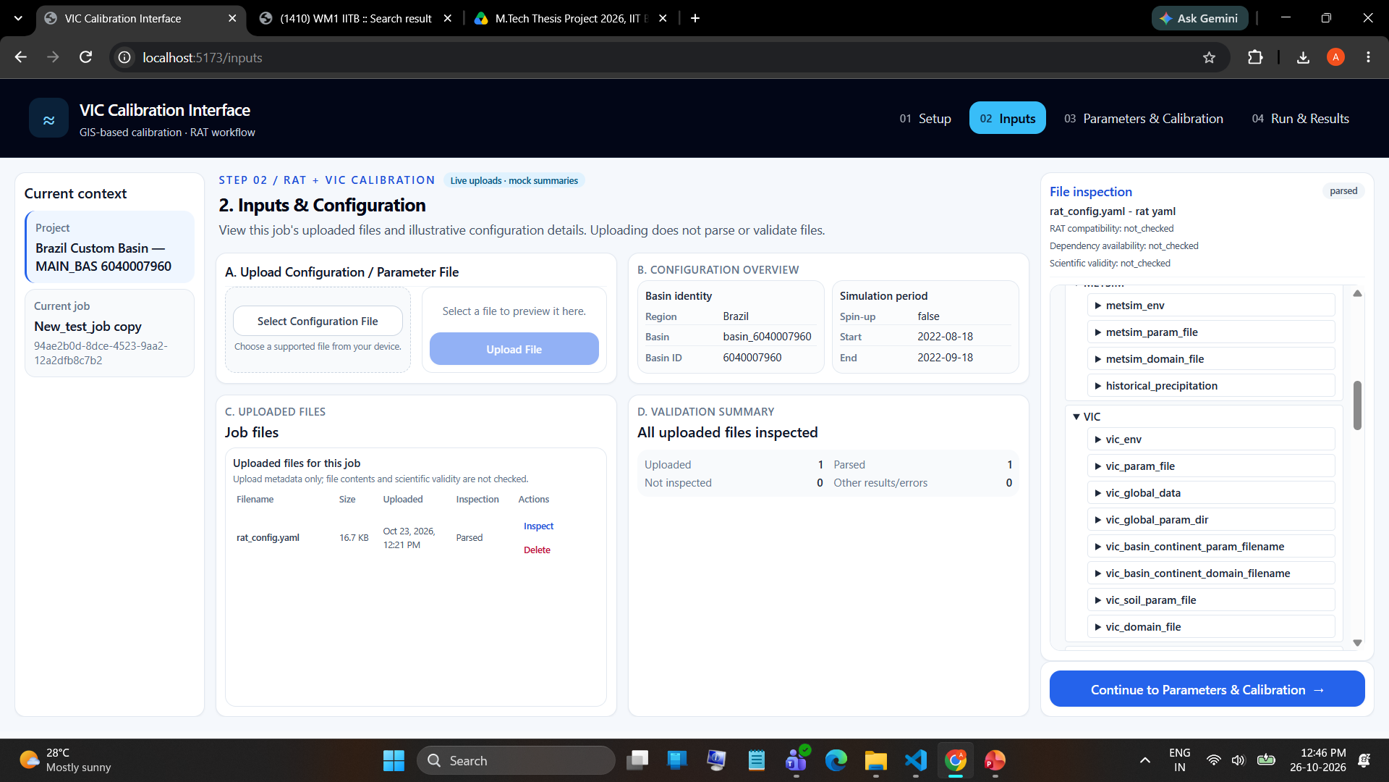 VIC Calibration Interface
(1410) WM1 IITB :: Search result
M.Tech Thesis Project 2026, IIT
Ask Gemini
localhost:5173/inputs
A
VIC Calibration Interface
GIS-based calibration · RAT workflow
01 Setup
02 Inputs
03 Parameters & Calibration
04 Run & Results
Current context
Project
Brazil Custom Basin —
MAIN_BAS 6040007960
Current job
New_test_job copy
94ae2b0d-8dce-4523-9aa2-
12a2dfb8c7b2
STEP 02 / RAT + VIC CALIBRATION
Live uploads · mock summaries
2. Inputs & Configuration
View this job's uploaded files and illustrative configuration details. Uploading does not parse or validate files.
A. Upload Configuration / Parameter File
Select Configuration File
Choose a supported file from your device.
Select a file to preview it here.
Upload File
B. CONFIGURATION OVERVIEW
Basin identity
Region Brazil
Basin basin_6040007960
Basin ID 6040007960
Simulation period
Spin-up false
Start 2022-08-18
End 2022-09-18
C. UPLOADED FILES
Job files
Uploaded files for this job
Upload metadata only; file contents and scientific validity are not checked.
Filename Size Uploaded Inspection Actions
rat_config.yaml 16.7 KB Oct 23, 2026, 12:21 PM Parsed
Inspect
Delete
D. VALIDATION SUMMARY
All uploaded files inspected
Uploaded 1 Parsed 1
Not inspected 0 Other results/errors 0
File inspection
parsed
rat_config.yaml - rat yaml
RAT compatibility: not_checked
Dependency availability: not_checked
Scientific validity: not_checked
METSIM
metsim_env
metsim_param_file
metsim_domain_file
historical_precipitation
VIC
vic_env
vic_param_file
vic_global_data
vic_global_param_dir
vic_basin_continent_param_filename
vic_basin_continent_domain_filename
vic_soil_param_file
vic_domain_file
Continue to Parameters & Calibration →
28°C
Mostly sunny
Search
ENG
IN
12:46 PM
26-10-2026